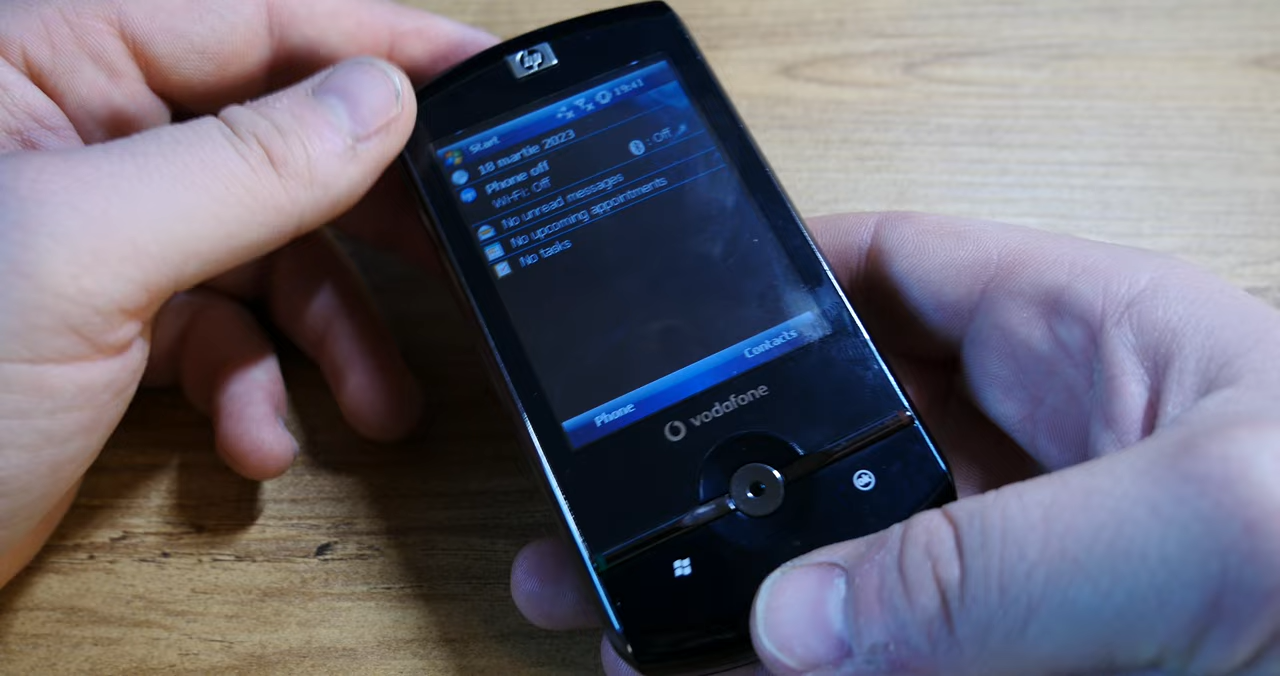 hp
Start 19:41
18 martie 2023
Phone off
Wi-Fi: Off : Off
No unread messages
No upcoming appointments
No tasks
Phone Contacts
vodafone
ok